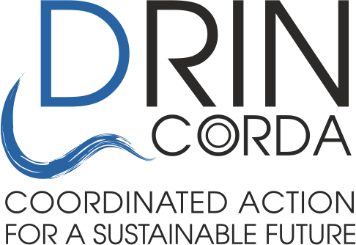 DRIN
CORDA
COORDINATED ACTION
FOR A SUSTAINABLE FUTURE